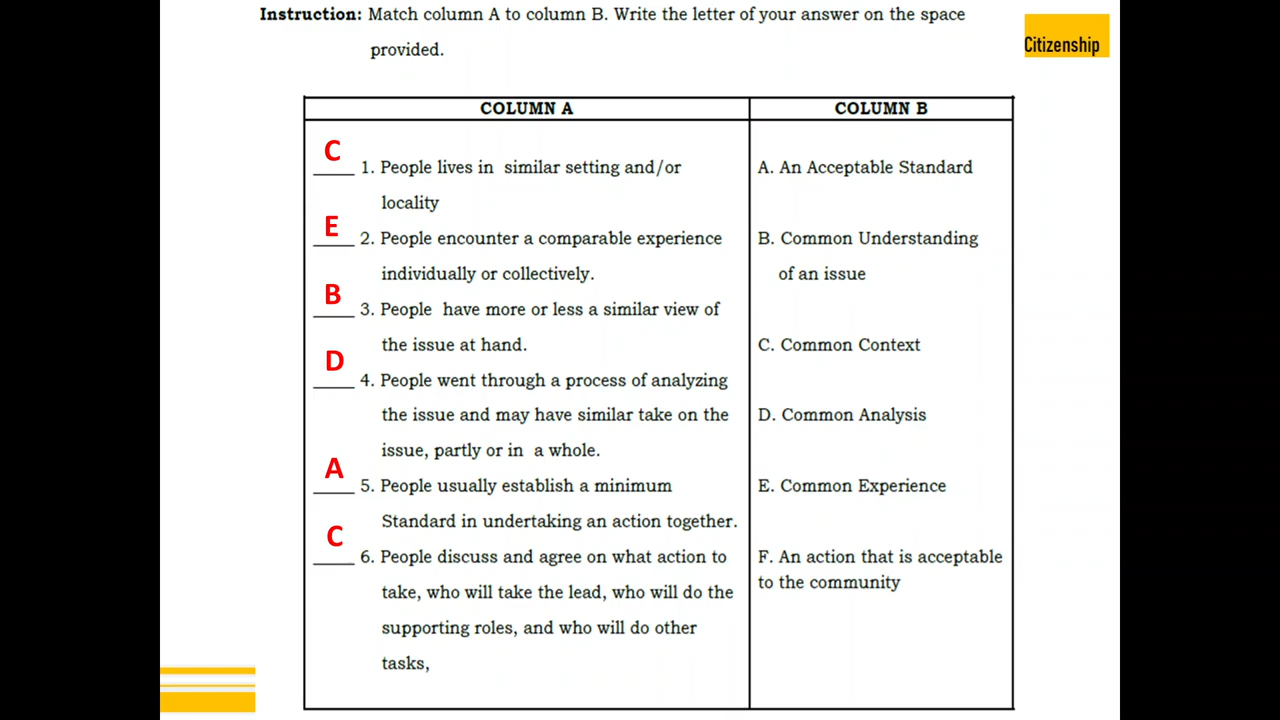 Instruction: Match column A to column B. Write the letter of your answer on the space
provided.
Citizenship
COLUMN A
COLUMN B
C
____ 1. People lives in similar setting and/or
locality
E
____ 2. People encounter a comparable experience
individually or collectively.
B
____ 3. People have more or less a similar view of
the issue at hand.
D
____ 4. People went through a process of analyzing
the issue and may have similar take on the
issue, partly or in a whole.
A
____ 5. People usually establish a minimum
Standard in undertaking an action together.
C
____ 6. People discuss and agree on what action to
take, who will take the lead, who will do the
supporting roles, and who will do other
tasks,
A. An Acceptable Standard
B. Common Understanding
of an issue
C. Common Context
D. Common Analysis
E. Common Experience
F. An action that is acceptable
to the community